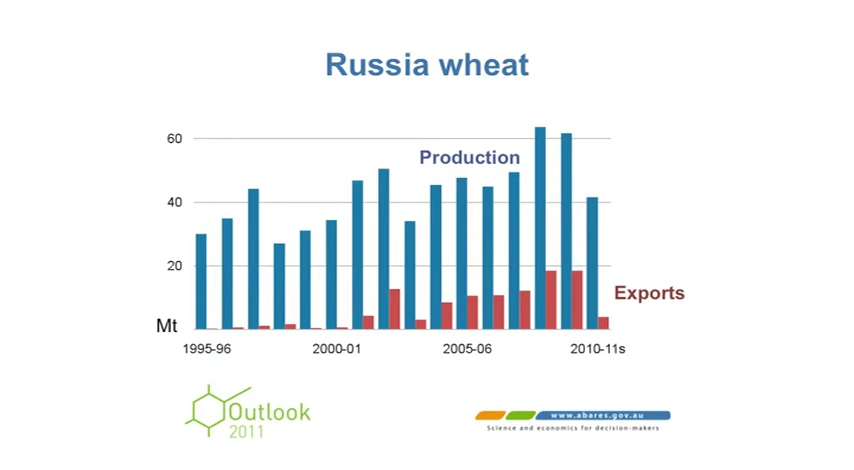 Russia wheat
60
Production
40
20
Exports
Mt
1995-96 2000-01 2005-06 2010-11s
Outlook
2011
www.abares.gov.au
Science and economics for decision-makers